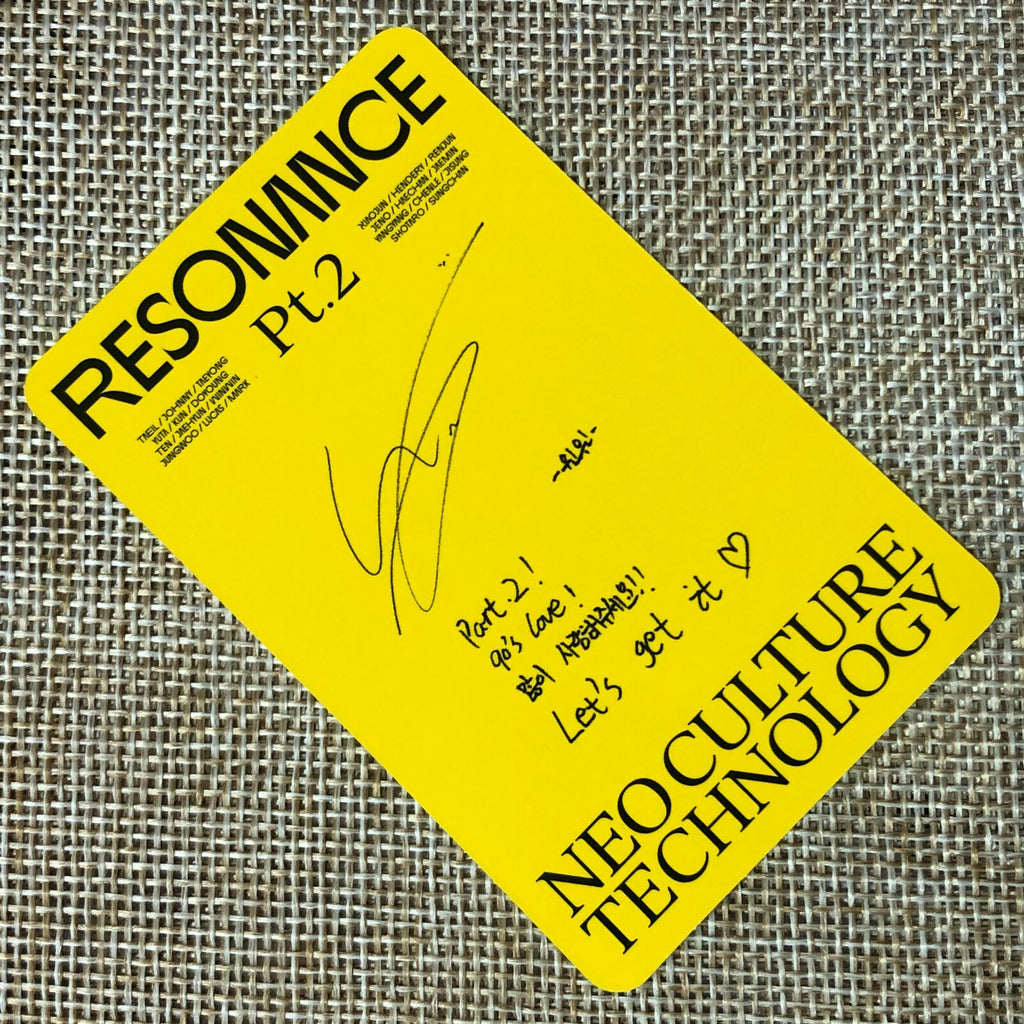 RESONANCE
Pt.2
TAEIL / JOHNNY / TAEYONG
YUTA / KUN / DOYOUNG
TEN / JAEHYUN / WINWIN
JUNGWOO / LUCAS / MARK
XIAOJUN / HENDERY / RENJUN
JENO / HAECHAN / JAEMIN
YANGYANG / CHENLE / JISUNG
SHOTARO / SUNGCHAN
-윈윈-
Part.2!
90's Love!
많이 사랑해주세요!!
Let's get it ♡
NEO CULTURE
TECHNOLOGY